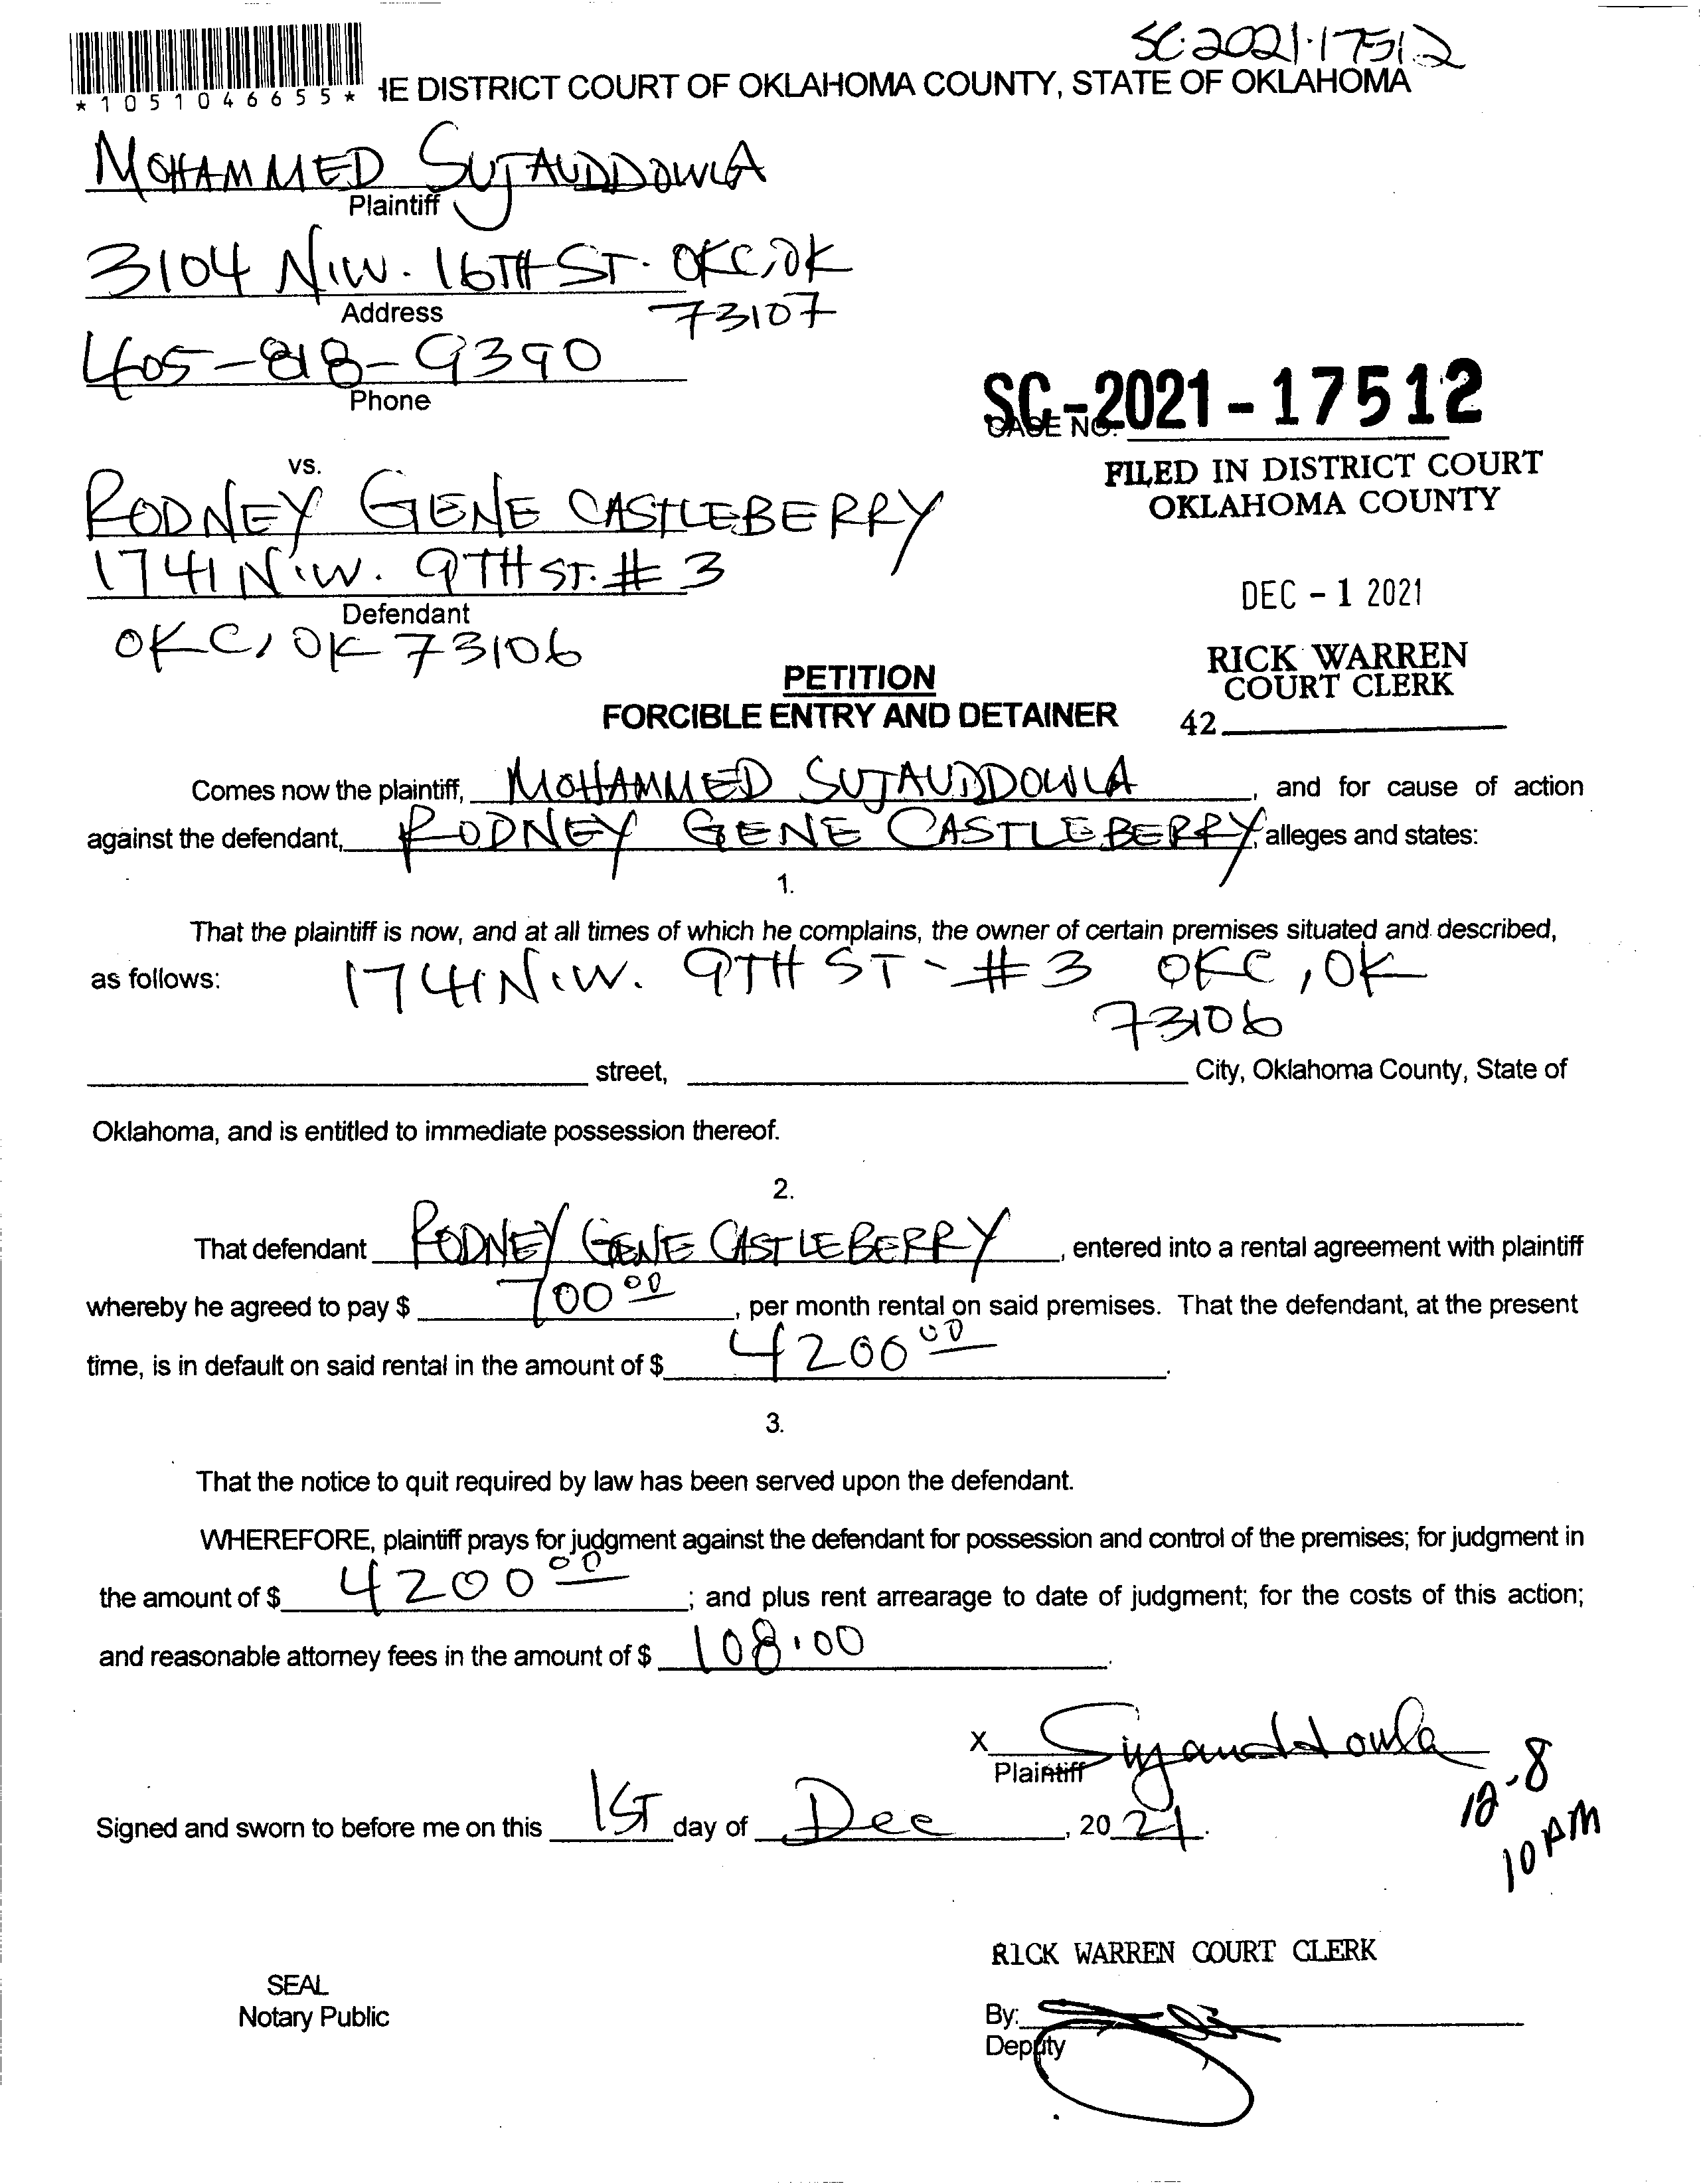 SC-2021-17512
*1051046655* HE DISTRICT COURT OF OKLAHOMA COUNTY, STATE OF OKLAHOMA
MOHAMMED SUJAUDDOWLA
Plaintiff
3104 N.W. 16TH ST. OKC, OK
Address 73107
405-818-9390
Phone
SC-2021-17512
CASE NO.
vs.
FILED IN DISTRICT COURT
OKLAHOMA COUNTY
RODNEY GENE CASTLEBERRY
1741 N.W. 9TH ST. #3
Defendant
OKC, OK 73106
DEC - 1 2021
RICK WARREN
COURT CLERK
42
PETITION
FORCIBLE ENTRY AND DETAINER
Comes now the plaintiff, MOHAMMED SUJAUDDOWLA, and for cause of action
against the defendant, RODNEY GENE CASTLEBERRY, alleges and states:
1.
That the plaintiff is now, and at all times of which he complains, the owner of certain premises situated and described,
as follows: 1741 N.W. 9TH ST - #3 OKC, OK
73106
street, City, Oklahoma County, State of
Oklahoma, and is entitled to immediate possession thereof.
2.
That defendant RODNEY GENE CASTLEBERRY, entered into a rental agreement with plaintiff
whereby he agreed to pay $ 700 00, per month rental on said premises. That the defendant, at the present
time, is in default on said rental in the amount of $ 4200 00.
3.
That the notice to quit required by law has been served upon the defendant.
WHEREFORE, plaintiff prays for judgment against the defendant for possession and control of the premises; for judgment in
the amount of $ 4200 00; and plus rent arrearage to date of judgment; for the costs of this action;
and reasonable attorney fees in the amount of $ 108.00.
X Sujauddowla
Plaintiff
12-8
10 AM
Signed and sworn to before me on this 1ST day of Dec, 2021.
RICK WARREN COURT CLERK
SEAL
Notary Public
By:
Deputy